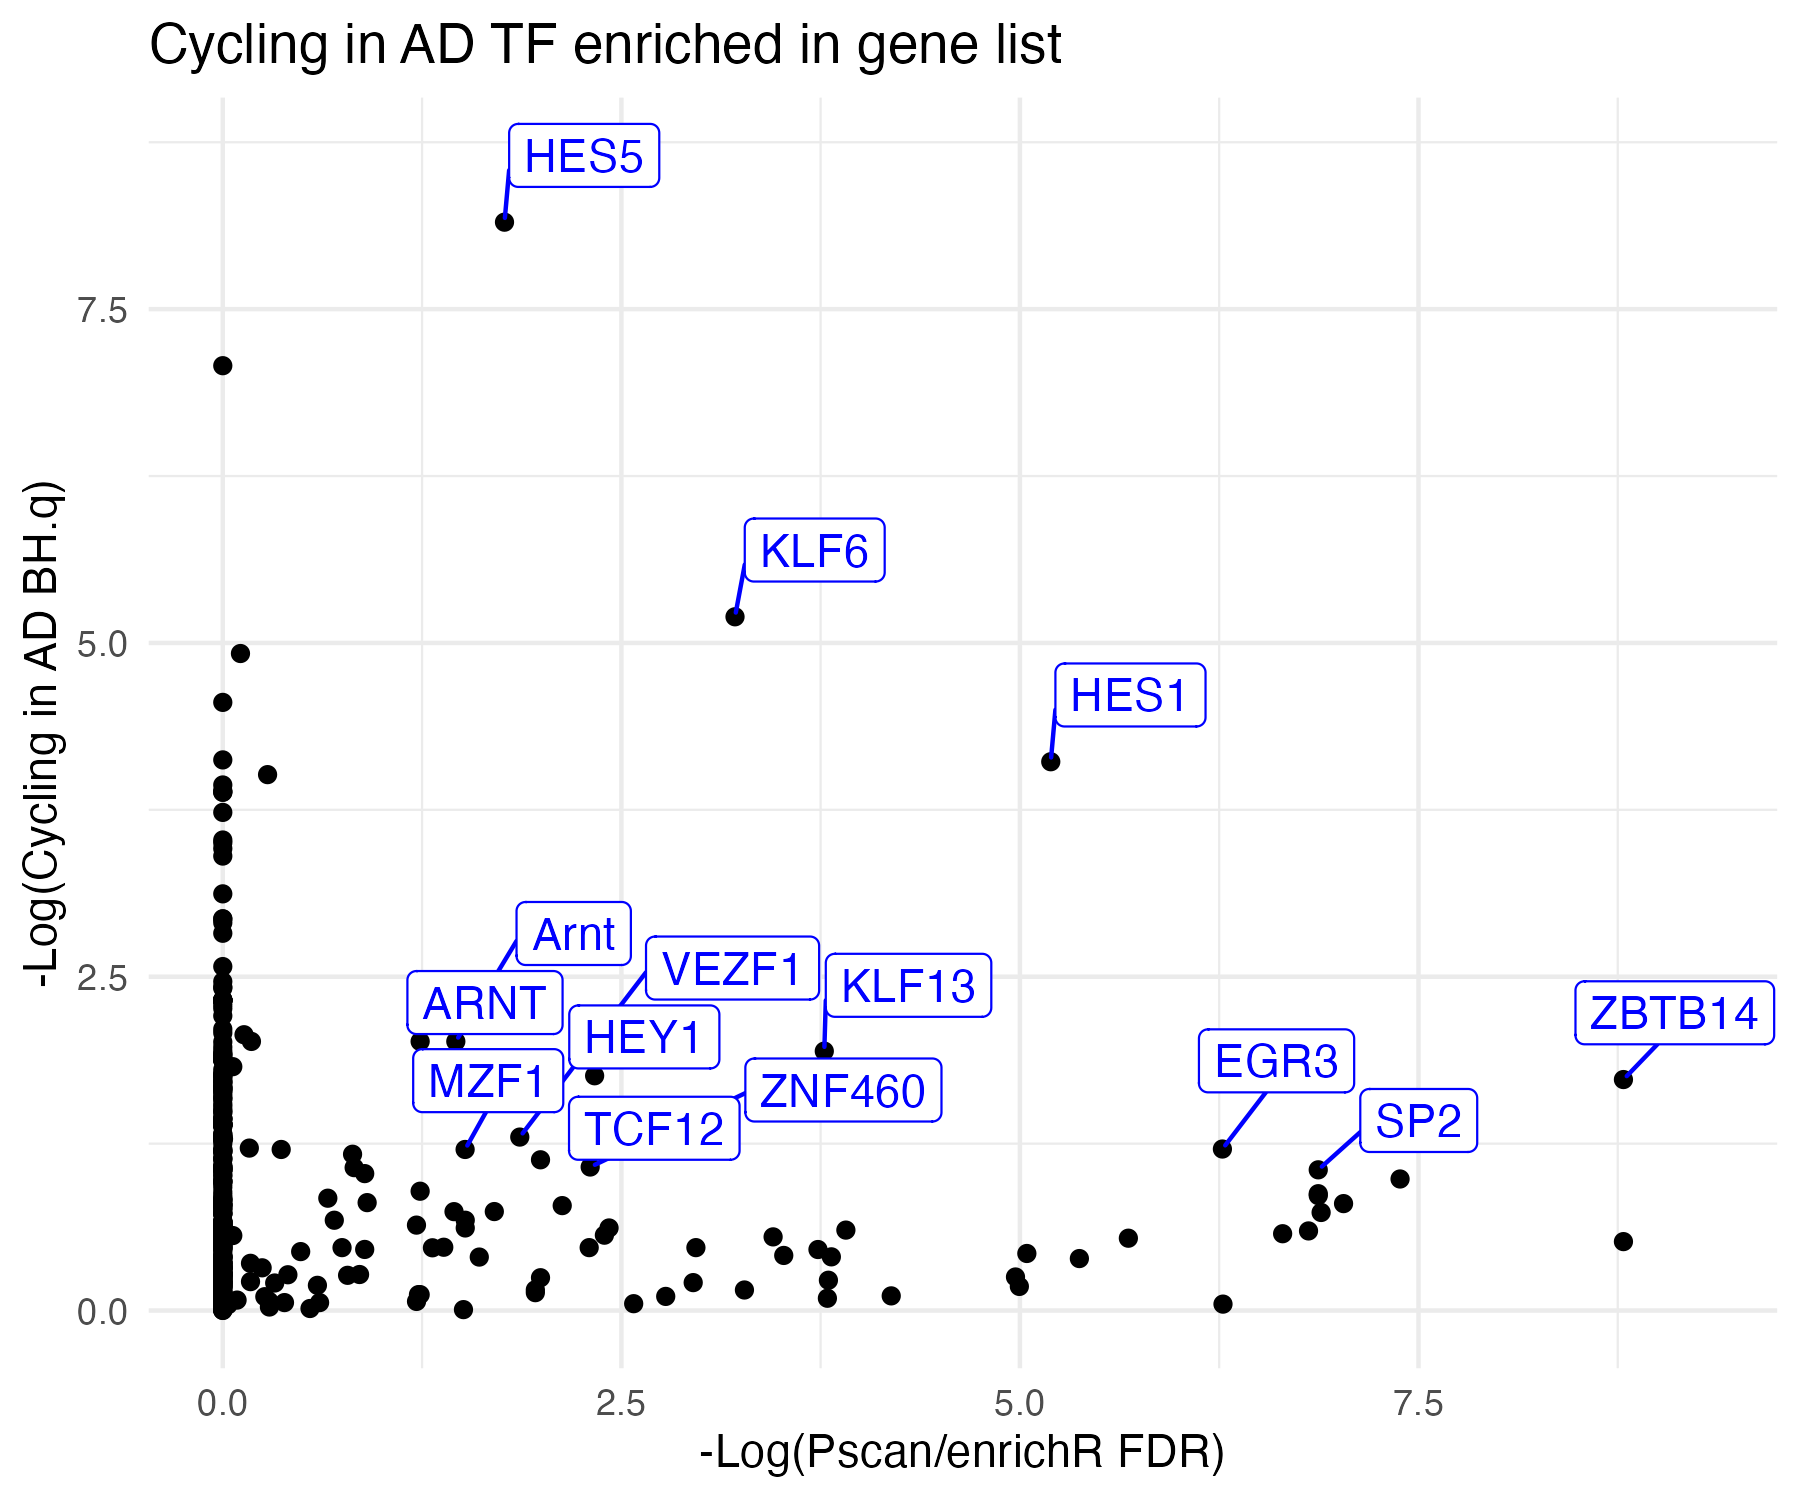 Cycling in AD TF enriched in gene list
HES5
7.5
KLF6
5.0
HES1
-Log(Cycling in AD BH.q)
Arnt
VEZF1
KLF13
2.5
ARNT
ZBTB14
HEY1
EGR3
MZF1
ZNF460
SP2
TCF12
0.0
0.0 2.5 5.0 7.5
-Log(Pscan/enrichR FDR)